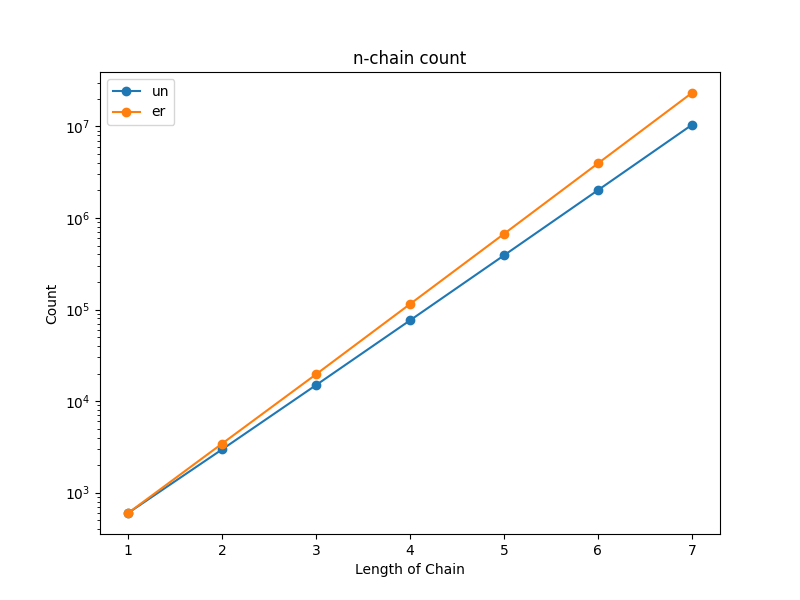 n-chain count
un
er
10⁷
10⁶
10⁵
10⁴
10³
Count
1 2 3 4 5 6 7
Length of Chain